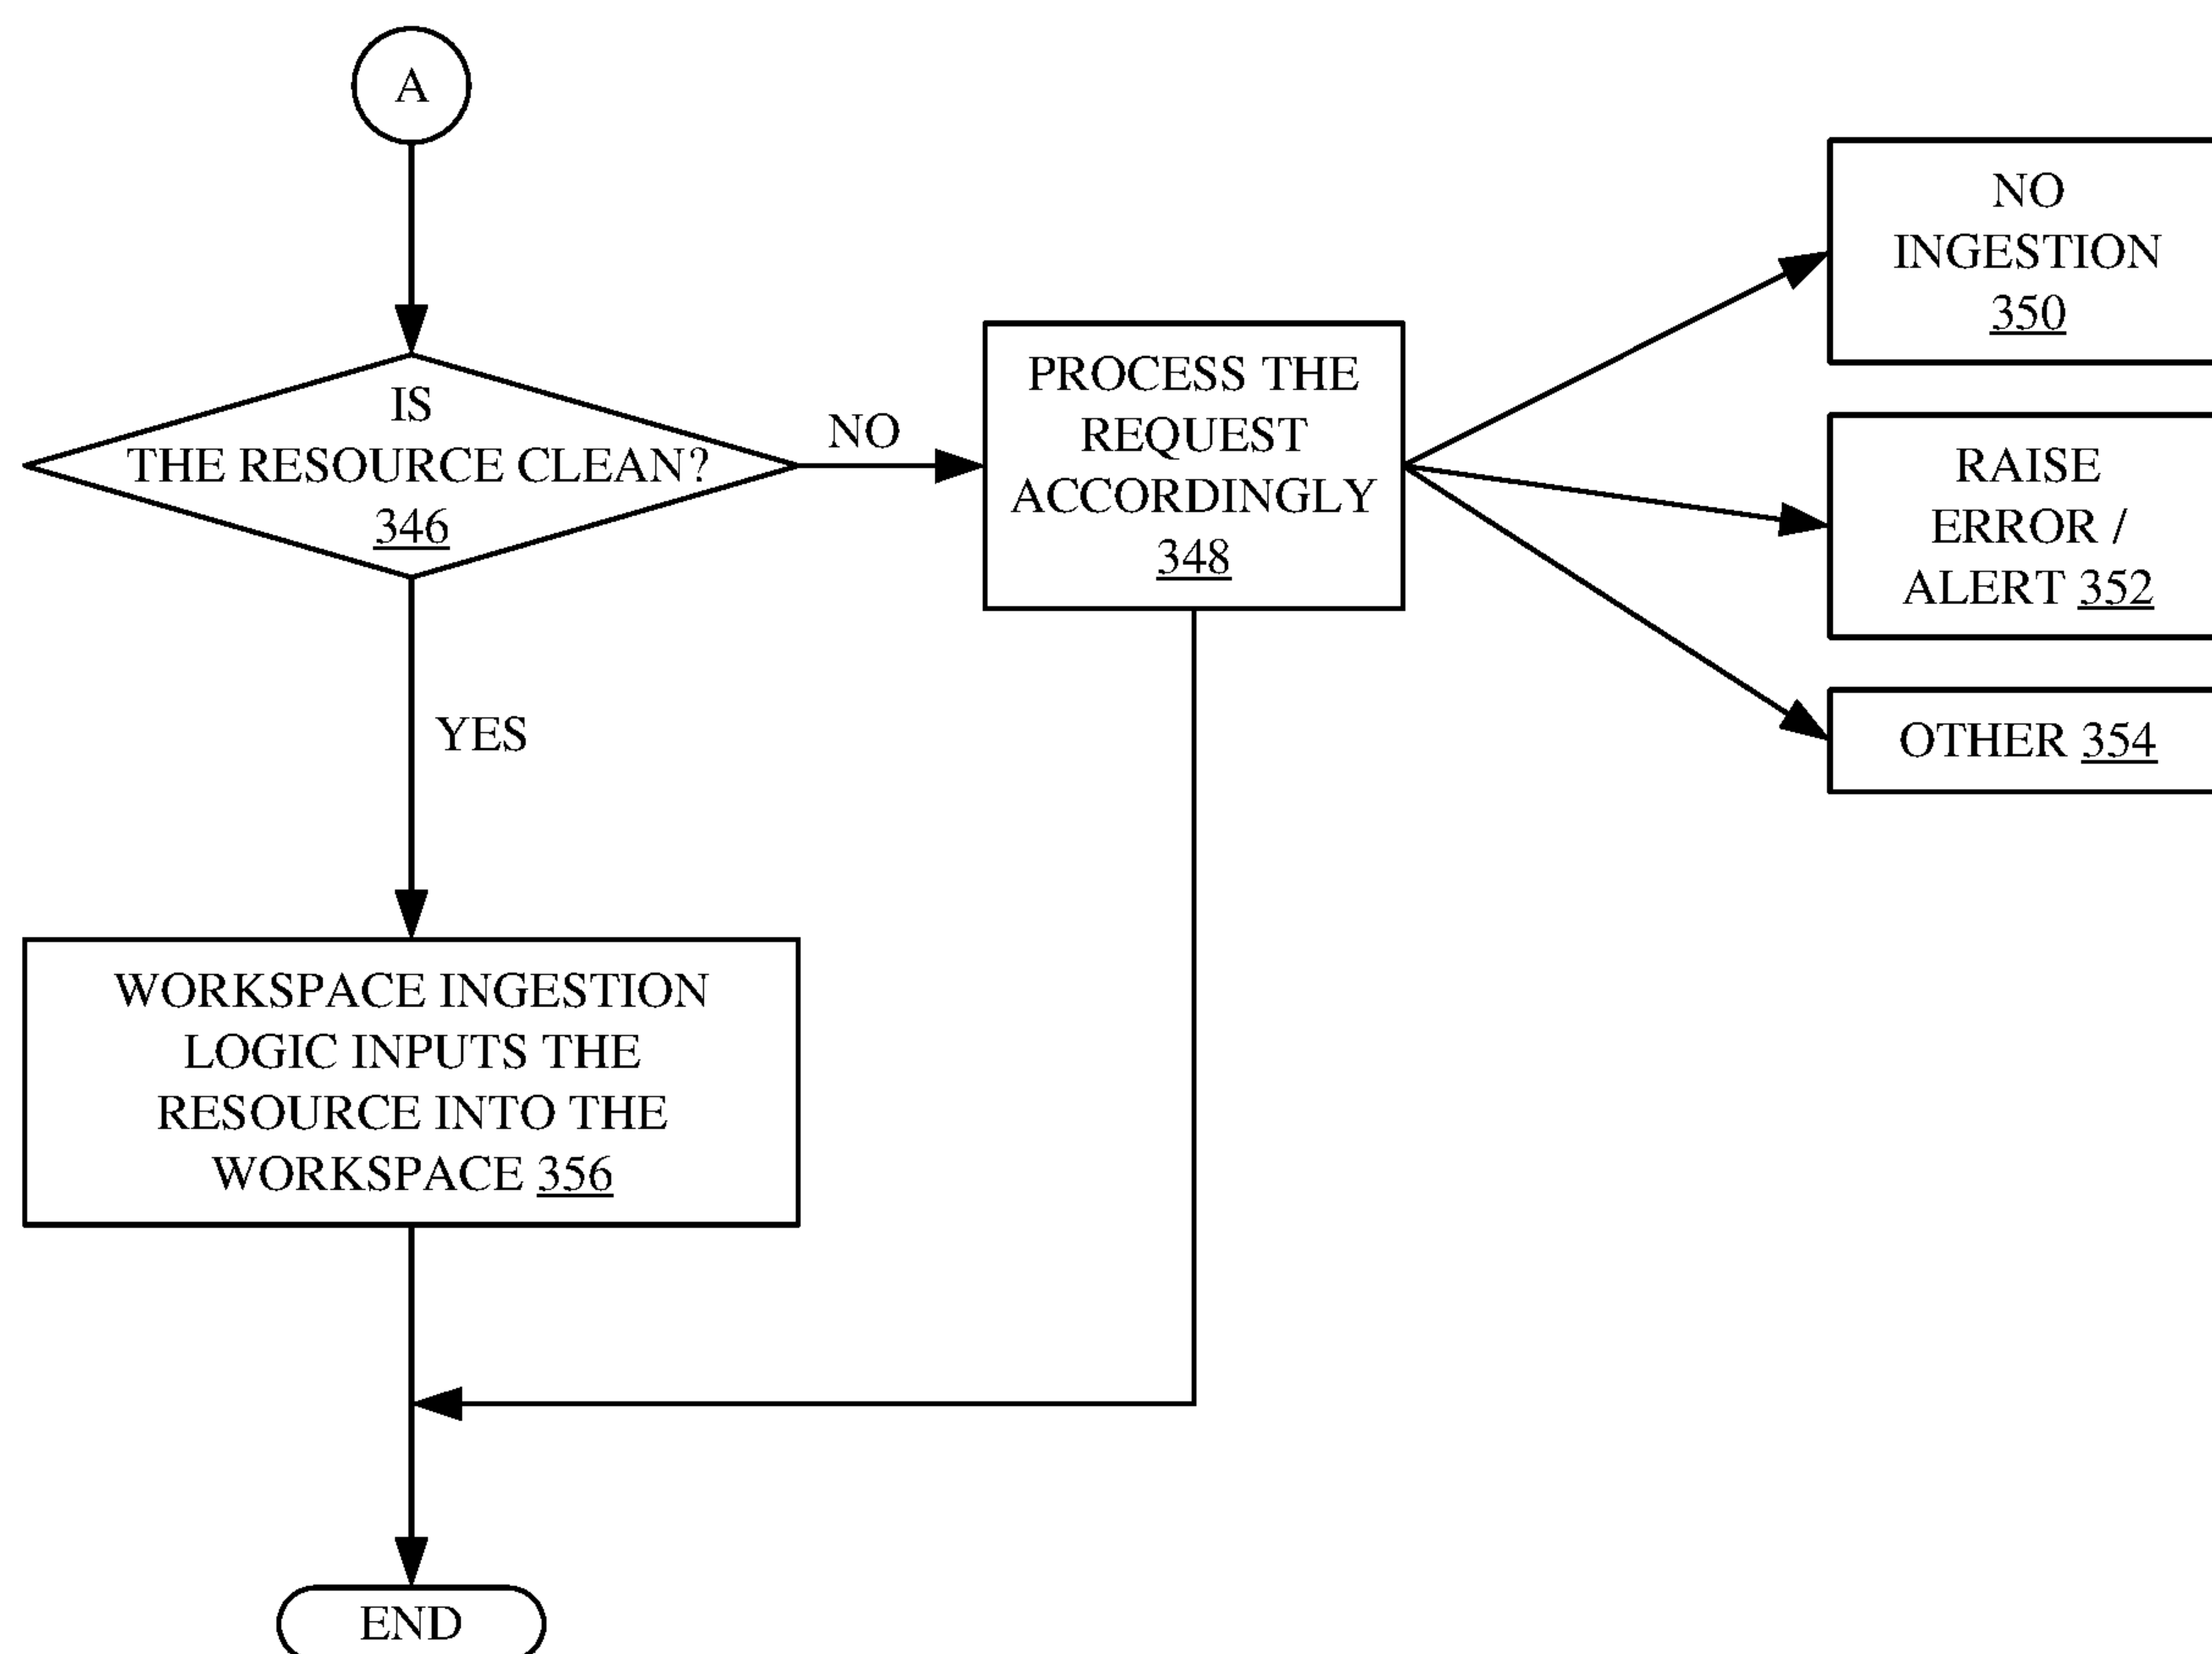 A
IS
THE RESOURCE CLEAN?
346
NO
PROCESS THE
REQUEST
ACCORDINGLY
348
NO
INGESTION
350
RAISE
ERROR /
ALERT 352
OTHER 354
YES
WORKSPACE INGESTION
LOGIC INPUTS THE
RESOURCE INTO THE
WORKSPACE 356
END